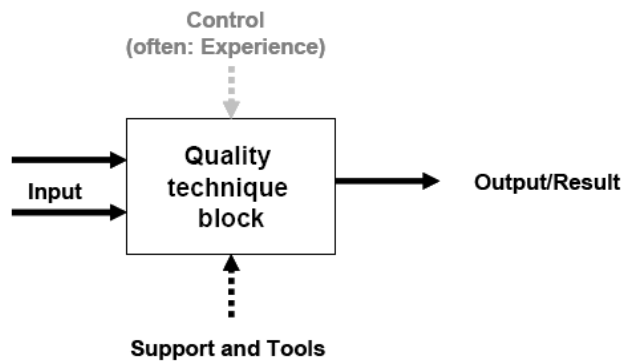 Control
(often: Experience)
Quality
technique
block
Input
Output/Result
Support and Tools